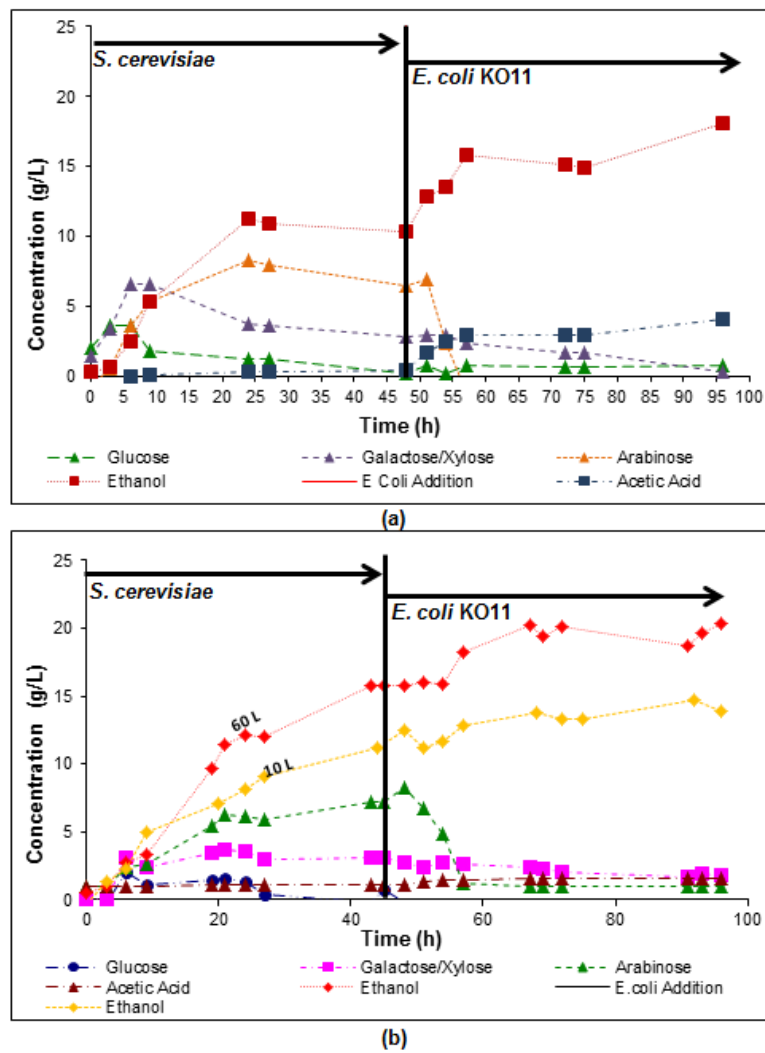 25
S. cerevisiae
E. coli KO11
20
15
10
5
0
Concentration (g/L)
0 5 10 15 20 25 30 35 40 45 50 55 60 65 70 75 80 85 90 95 100
Time (h)
Glucose Galactose/Xylose Arabinose
Ethanol E Coli Addition Acetic Acid
(a)
25
S. cerevisiae
E. coli KO11
20
15
10
5
0
Concentration (g/L)
60 L
10 L
0 20 40 60 80 100
Time (h)
Glucose Galactose/Xylose Arabinose
Acetic Acid Ethanol E.coli Addition
Ethanol
(b)